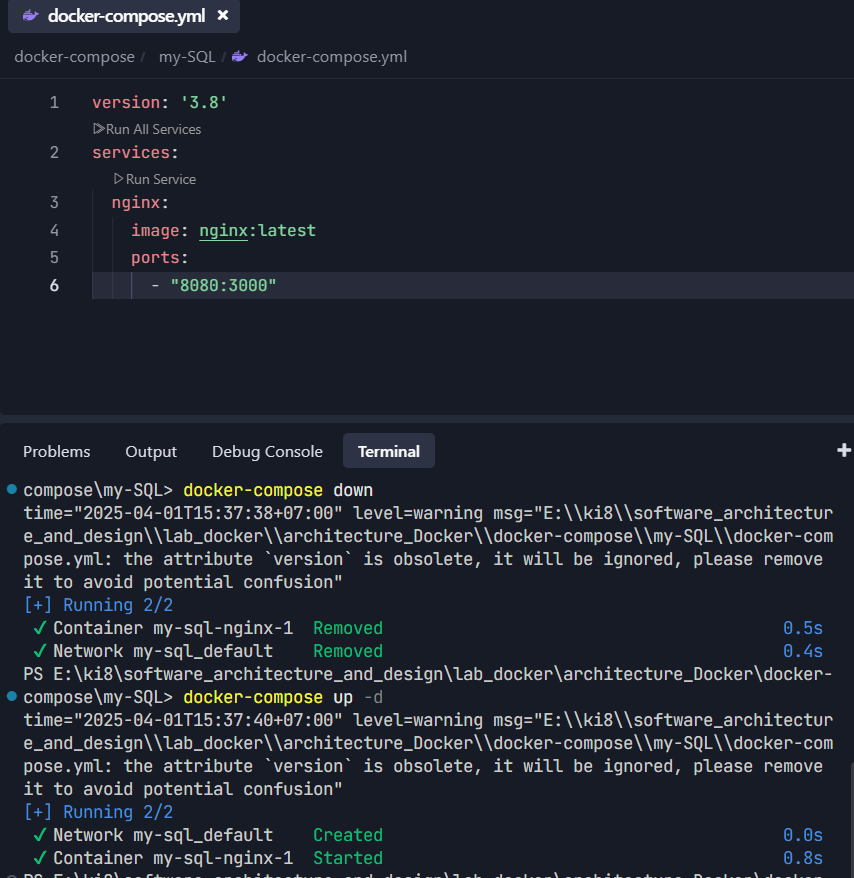 docker-compose.yml ×
docker-compose / my-SQL / docker-compose.yml
1 version: '3.8'
▷Run All Services
2 services:
▷Run Service
3 nginx:
4 image: nginx:latest
5 ports:
6 - "8080:3000"
Problems Output Debug Console Terminal +
compose\my-SQL> docker-compose down
time="2025-04-01T15:37:38+07:00" level=warning msg="E:\\ki8\\software_architectur
e_and_design\\lab_docker\\architecture_Docker\\docker-compose\\my-SQL\\docker-com
pose.yml: the attribute `version` is obsolete, it will be ignored, please remove
it to avoid potential confusion"
[+] Running 2/2
✓ Container my-sql-nginx-1 Removed 0.5s
✓ Network my-sql_default Removed 0.4s
PS E:\ki8\software_architecture_and_design\lab_docker\architecture_Docker\docker-
compose\my-SQL> docker-compose up -d
time="2025-04-01T15:37:40+07:00" level=warning msg="E:\\ki8\\software_architectur
e_and_design\\lab_docker\\architecture_Docker\\docker-compose\\my-SQL\\docker-com
pose.yml: the attribute `version` is obsolete, it will be ignored, please remove
it to avoid potential confusion"
[+] Running 2/2
✓ Network my-sql_default Created 0.0s
✓ Container my-sql-nginx-1 Started 0.8s